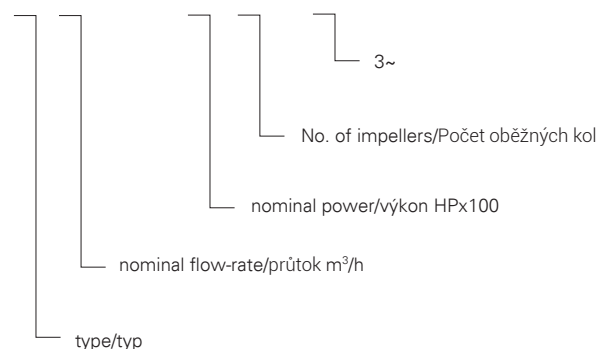 3~
No. of impellers/Počet oběžných kol
nominal power/výkon HPx100
nominal flow-rate/průtok m³/h
type/typ